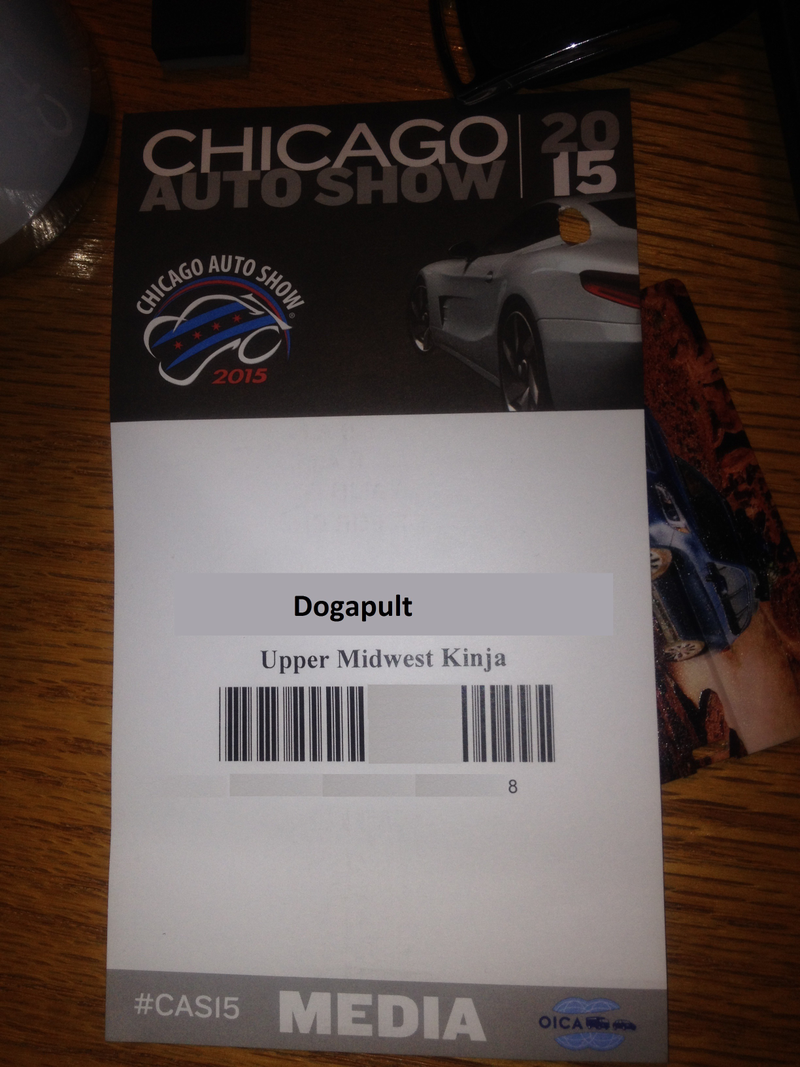 CHICAGO
AUTO SHOW
20
15
CHICAGO AUTO SHOW®
2015
Dogapult
Upper Midwest Kinja
8
#CAS15
MEDIA
OICA